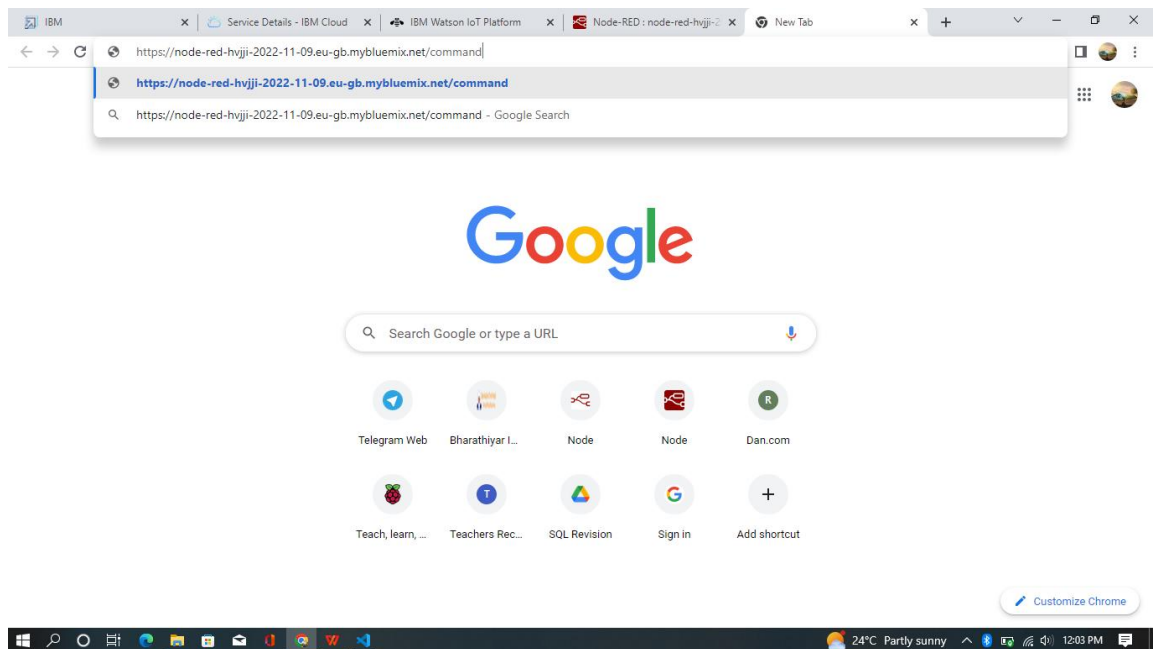 IBM
Service Details - IBM Cloud
IBM Watson IoT Platform
Node-RED : node-red-hvjji-2
New Tab
https://node-red-hvjji-2022-11-09.eu-gb.mybluemix.net/command
https://node-red-hvjji-2022-11-09.eu-gb.mybluemix.net/command
https://node-red-hvjji-2022-11-09.eu-gb.mybluemix.net/command - Google Search
Google
Search Google or type a URL
R
Telegram Web
Bharathiyar I...
Node
Node
Dan.com
T
Teach, learn, ...
Teachers Rec...
SQL Revision
Sign in
Add shortcut
Customize Chrome
24°C Partly sunny
12:03 PM